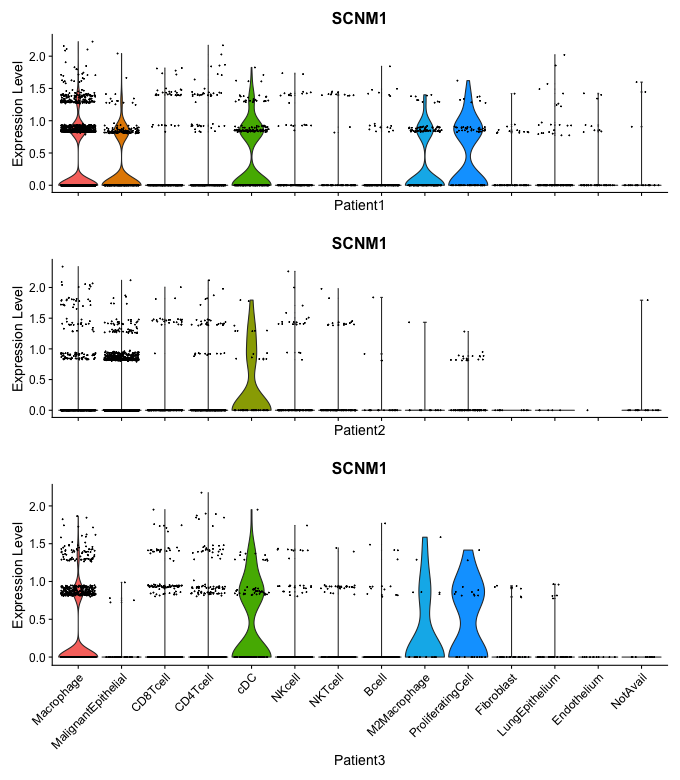 SCNM1
Expression Level
2.0
1.5
1.0
0.5
0.0
Patient1
SCNM1
Expression Level
2.0
1.5
1.0
0.5
0.0
Patient2
SCNM1
Expression Level
2.0
1.5
1.0
0.5
0.0
Macrophage
MalignantEpithelial
CD8Tcell
CD4Tcell
cDC
NKcell
NKTcell
Bcell
M2Macrophage
ProliferatingCell
Fibroblast
LungEpithelium
Endothelium
NotAvail
Patient3